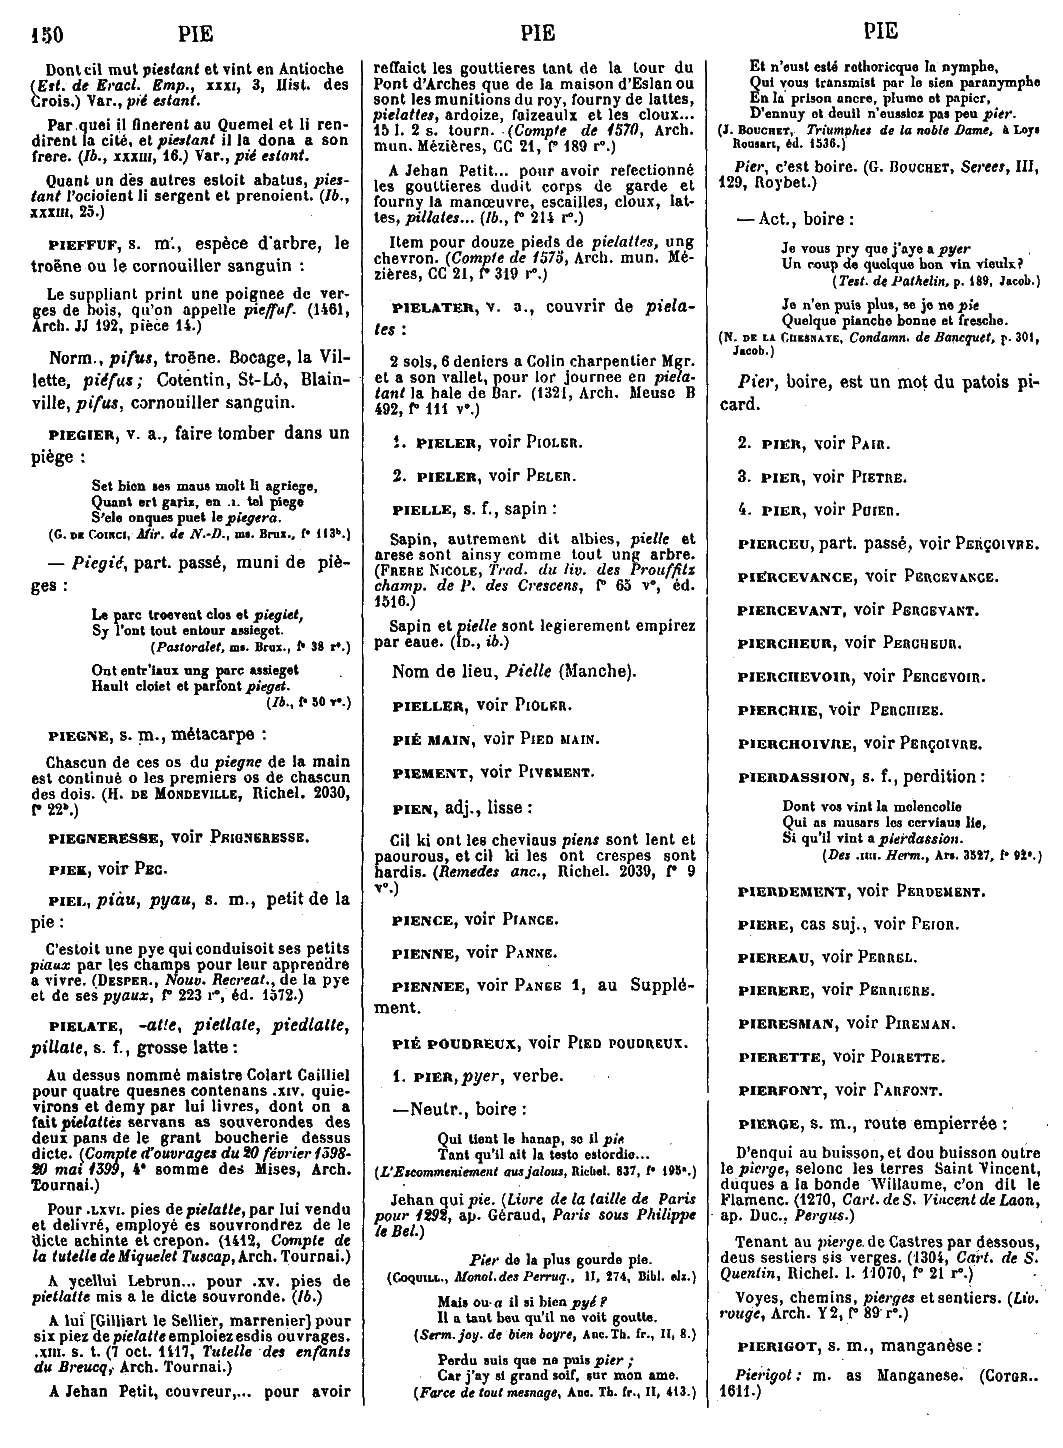 150 PIE PIE PIE
Dont cil mut piestant et vint en Antioche
(Est. de Eracl. Emp., XXXI, 3, Hist. des
Crois.) Var., pié estant.
Par quei il finerent au Quemel et li ren-
dirent la cité, et piestant il la dona a son
frere. (Ib., XXXIII, 16.) Var., pié estant.
Quant un des autres estoit abatus, pies-
tant l'ocioient li sergent et prenoient. (Ib.,
XXXIII, 25.)
PIEFFUF, s. m., espèce d'arbre, le
troëne ou le cornouiller sanguin :
Le suppliant print une poignee de ver-
ges de bois, qu'on appelle pieffuf. (1461,
Arch. JJ 192, pièce 14.)
Norm., pifus, troëne. Bocage, la Vil-
lette, piéfus; Cotentin, St-Lô, Blain-
ville, pifus, cornouiller sanguin.
PIEGIER, v. a., faire tomber dans un
piège :
Set bien ses maus molt li agriege,
Quant ert gariz, en .I. tel piege
S'ele onques puet le piegera.
(G. DE COINCI, Mir. de N.-D., ms. Brux., f° 113b.)
— Piegié, part. passé, muni de piè-
ges :
Le parc troevent clos et piegiet,
Sy l'ont tout entour assieget.
(Pastoralet, ms. Brux., f° 38 r°.)
Ont entr'iaux ung parc assieget
Hault cloiet et parfont pieget.
(Ib., f° 50 v°.)
PIEGNE, s. m., métacarpe :
Chascun de ces os du piegne de la main
est continué o les premiers os de chascun
des dois. (H. DE MONDEVILLE, Richel. 2030,
f° 22b.)
PIEGNERESSE, voir PRIGNERESSE.
PIEK, voir PEC.
PIEL, piàu, pyau, s. m., petit de la
pie :
C'estoit une pye qui conduisoit ses petits
piaux par les champs pour leur apprendre
a vivre. (DESPER., Nouv. Recreat., de la pye
et de ses pyaux, f° 223 r°, éd. 1572.)
PIELATE, -atte, pietlate, piedlatte,
pillate, s. f., grosse latte :
Au dessus nommé maistre Colart Cailliel
pour quatre quesnes contenans .XIV. quie-
virons et demy par lui livres, dont on a
fait pielattes servans as souverondes des
deux pans de le grant boucherie dessus
dicte. (Compte d'ouvrages du 20 février 1398-
20 mai 1399, 4° somme des Mises, Arch.
Tournai.)
Pour .LXVI. pies de pielatte, par lui vendu
et delivré, employé es souvrondrez de le
dicte achinte et crepon. (1412, Compte de
la tutelle de Miquelet Tuscap, Arch. Tournai.)
A ycellui Lebrun... pour .XV. pies de
pietlatte mis a le dicte souvronde. (Ib.)
A lui [Gilliart le Sellier, marrenier] pour
six piez de pielatte emploiez esdis ouvrages.
.XIII. s. t. (7 oct. 1417, Tutelle des enfants
du Breucq, Arch. Tournai.)
A Jehan Petit, couvreur,... pour avoir
reffaict les gouttieres tant de la tour du
Pont d'Arches que de la maison d'Eslan ou
sont les munitions du roy, fourny de lattes,
pielattes, ardoize, faizeaulx et les cloux...
15 l. 2 s. tourn. (Compte de 1570, Arch.
mun. Mézières, CC 21, f° 189 r°.)
A Jehan Petit... pour avoir refectionné
les gouttieres dudit corps de garde et
fourny la manœuvre, escailles, cloux, lat-
tes, pillates... (Ib., f° 214 r°.)
Item pour douze pieds de pielattes, ung
chevron. (Compte de 1575, Arch. mun. Mé-
zières, CC 21, f° 319 r°.)
PIELATER, v. a., couvrir de piela-
tes :
2 sols, 6 deniers a Colin charpentier Mgr.
et a son vallet, pour lor journee en piela-
tant la hale de Bar. (1321, Arch. Meuse B
492, f° 111 v°.)
1. PIELER, voir PIOLER.
2. PIELER, voir PELER.
PIELLE, s. f., sapin :
Sapin, autrement dit albies, pielle et
arese sont ainsy comme tout ung arbre.
(FRERE NICOLE, Trad. du liv. des Prouffitz
champ. de P. des Crescens, f° 65 v°, éd.
1516.)
Sapin et pielle sont legierement empirez
par eaue. (ID., ib.)
Nom de lieu, Pielle (Manche).
PIELLER, voir PIOLER.
PIÉ MAIN, voir PIED MAIN.
PIEMENT, voir PIVEMENT.
PIEN, adj., lisse :
Cil ki ont les cheviaus piens sont lent et
paourous, et cil ki les ont crespes sont
hardis. (Remedes anc., Richel. 2039, f° 9
v°.)
PIENCE, voir PIANCE.
PIENNE, voir PANNE.
PIENNEE, voir PANEE 1, au Supplé-
ment.
PIÉ POUDREUX, voir PIED POUDREUX.
1. PIER, pyer, verbe.
—Neutr., boire :
Qui tient le hanap, se il pie
Tant qu'il ait la teste estordie...
(L'Escommeniement aus jalous, Richel. 837, f° 195a.)
Jehan qui pie. (Livre de la taille de Paris
pour 1292, ap. Géraud, Paris sous Philippe
le Bel.)
Pier de la plus gourde pie.
(COQUILL., Monol. des Perruq., II, 274, Bibl. elz.)
Mais ou a il si bien pyé ?
Il a tant beu qu'il ne voit goutte.
(Serm. joy. de bien boyre, Anc. Th. fr., II, 8.)
Perdu suis que ne puis pier ;
Car j'ay si grand soif, sur mon ame.
(Farce de tout mesnage, Anc. Th. fr., II, 413.)
Et n'eust esté rethoricque la nymphe,
Qui vous transmist par le sien paranymphe
En la prison ancre, plume et papier,
D'ennuy et deuil n'eussiez pas peu pier.
(J. BOUCHET, Triumphes de la noble Dame, à Loys
Rousart, éd. 1536.)
Pier, c'est boire. (G. BOUCHET, Serees, III,
129, Roybet.)
— Act., boire :
Je vous pry que j'aye a pyer
Un coup de quelque bon vin vieulx?
(Test. de Pathelin, p. 189, Jacob.)
Je n'en puis plus, se je ne pie
Quelque pianche bonne et fresche.
(N. DE LA CHESNAYE, Condamn. de Bancquet, p. 301,
Jacob.)
Pier, boire, est un mot du patois pi-
card.
2. PIER, voir PAIR.
3. PIER, voir PIETRE.
4. PIER, voir PUIER.
PIERCEU, part. passé, voir PERÇOIVRE.
PIERCEVANCE, voir PERCEVANCE.
PIERCEVANT, voir PERCEVANT.
PIERCHEUR, voir PERCHEUR.
PIERCHEVOIR, voir PERCEVOIR.
PIERCHIE, voir PERCHIEE.
PIERCHOIVRE, voir PERÇOIVRE.
PIERDASSION, s. f., perdition :
Dont vos vint la melencolie
Qui as musars les cerviaus lie,
Si qu'il vint a pierdassion.
(Des .IIII. Herm., Ars. 3527, f° 92a.)
PIERDEMENT, voir PERDEMENT.
PIERE, cas suj., voir PEIOR.
PIEREAU, voir PERREL.
PIERERE, voir PERRIERE.
PIERESMAN, voir PIREMAN.
PIERETTE, voir POIRETTE.
PIERFONT, voir PARFONT.
PIERGE, s. m., route empierrée :
D'enqui au buisson, et dou buisson outre
le pierge, selonc les terres Saint Vincent,
duques a la bonde Willaume, c'on dit le
Flamenc. (1270, Cart. de S. Vincent de Laon,
ap. Duc., Pergus.)
Tenant au pierge de Castres par dessous,
deus sestiers sis verges. (1304, Cart. de S.
Quentin, Richel. l. 11070, f° 21 r°.)
Voyes, chemins, pierges et sentiers. (Liv.
rouge, Arch. Y 2, f° 89 r°.)
PIERIGOT, s. m., manganèse :
Pierigot : m. as Manganese. (COTGR..
1611.)